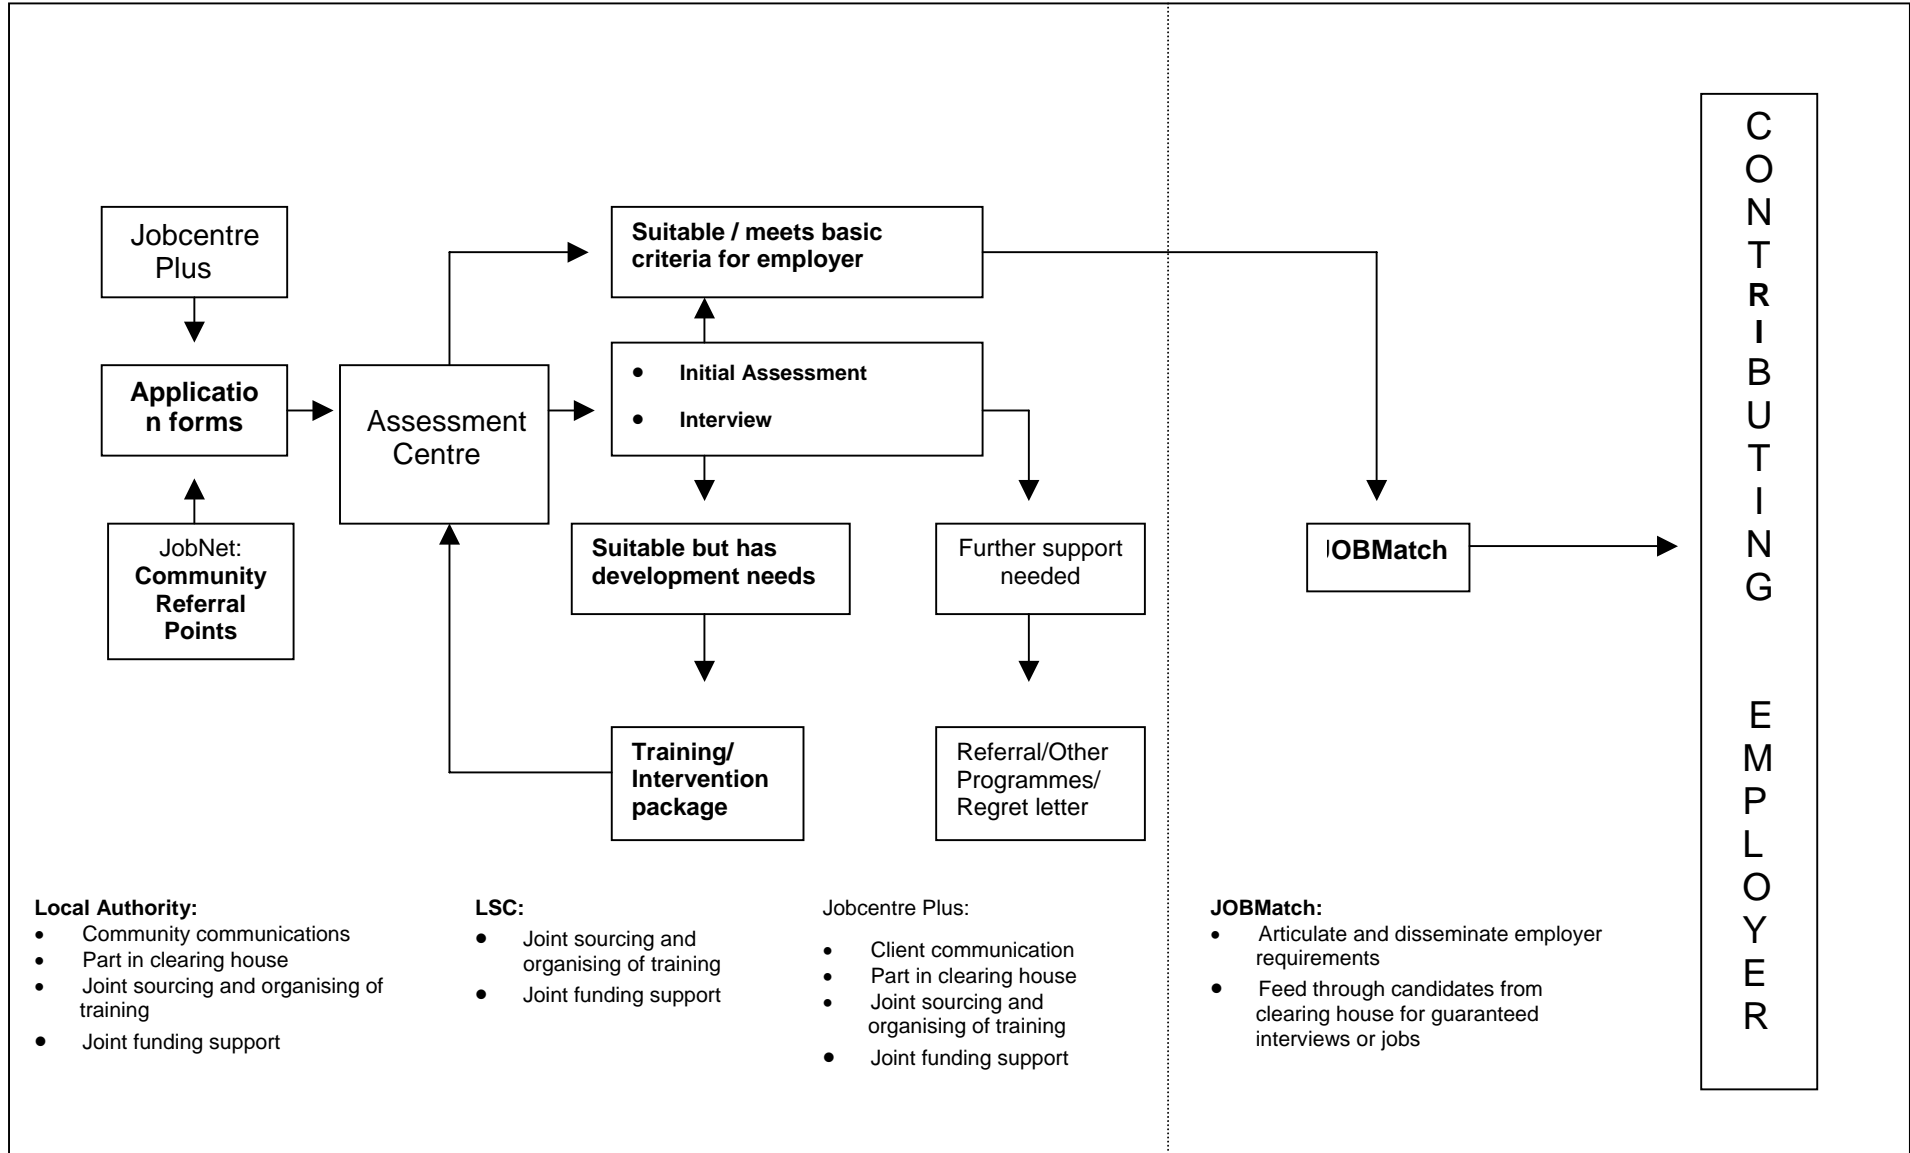 Jobcentre
Plus
Applicatio
n forms
JobNet:
Community
Referral
Points
Assessment
Centre
Suitable / meets basic
criteria for employer
• Initial Assessment
• Interview
Suitable but has
development needs
Further support
needed
Training/
Intervention
package
Referral/Other
Programmes/
Regret letter
JOBMatch
C
O
N
T
R
I
B
U
T
I
N
G
E
M
P
L
O
Y
E
R
Local Authority:
• Community communications
• Part in clearing house
• Joint sourcing and organising of
training
• Joint funding support
LSC:
• Joint sourcing and
organising of training
• Joint funding support
Jobcentre Plus:
• Client communication
• Part in clearing house
• Joint sourcing and
organising of training
• Joint funding support
JOBMatch:
• Articulate and disseminate employer
requirements
• Feed through candidates from
clearing house for guaranteed
interviews or jobs